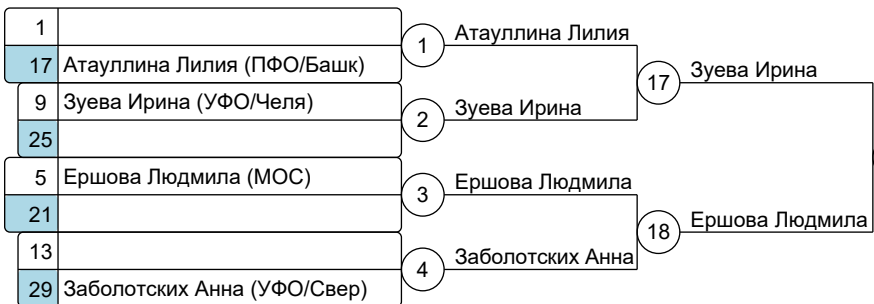 1
17 Атауллина Лилия (ПФО/Башк)
9 Зуева Ирина (УФО/Челя)
25
5 Ершова Людмила (МОС)
21
13
29 Заболотских Анна (УФО/Свер)
1 Атауллина Лилия
2 Зуева Ирина
3 Ершова Людмила
4 Заболотских Анна
17 Зуева Ирина
18 Ершова Людмила